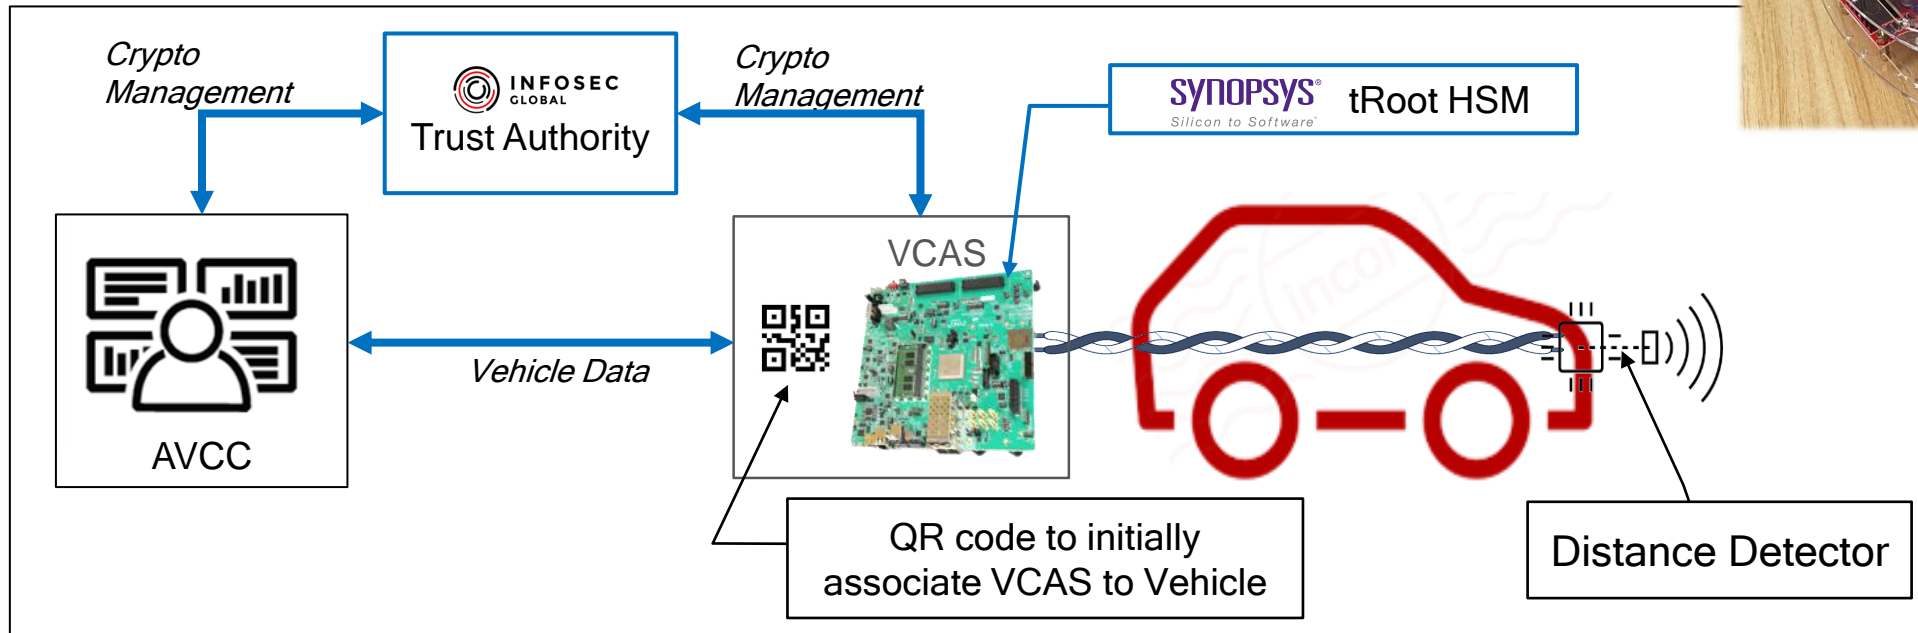 Crypto
Management
INFOSEC
GLOBAL
Trust Authority
Crypto
Management
SYNOPSYS®
Silicon to Software™
tRoot HSM
VCAS
AVCC
Vehicle Data
QR code to initially
associate VCAS to Vehicle
Distance Detector